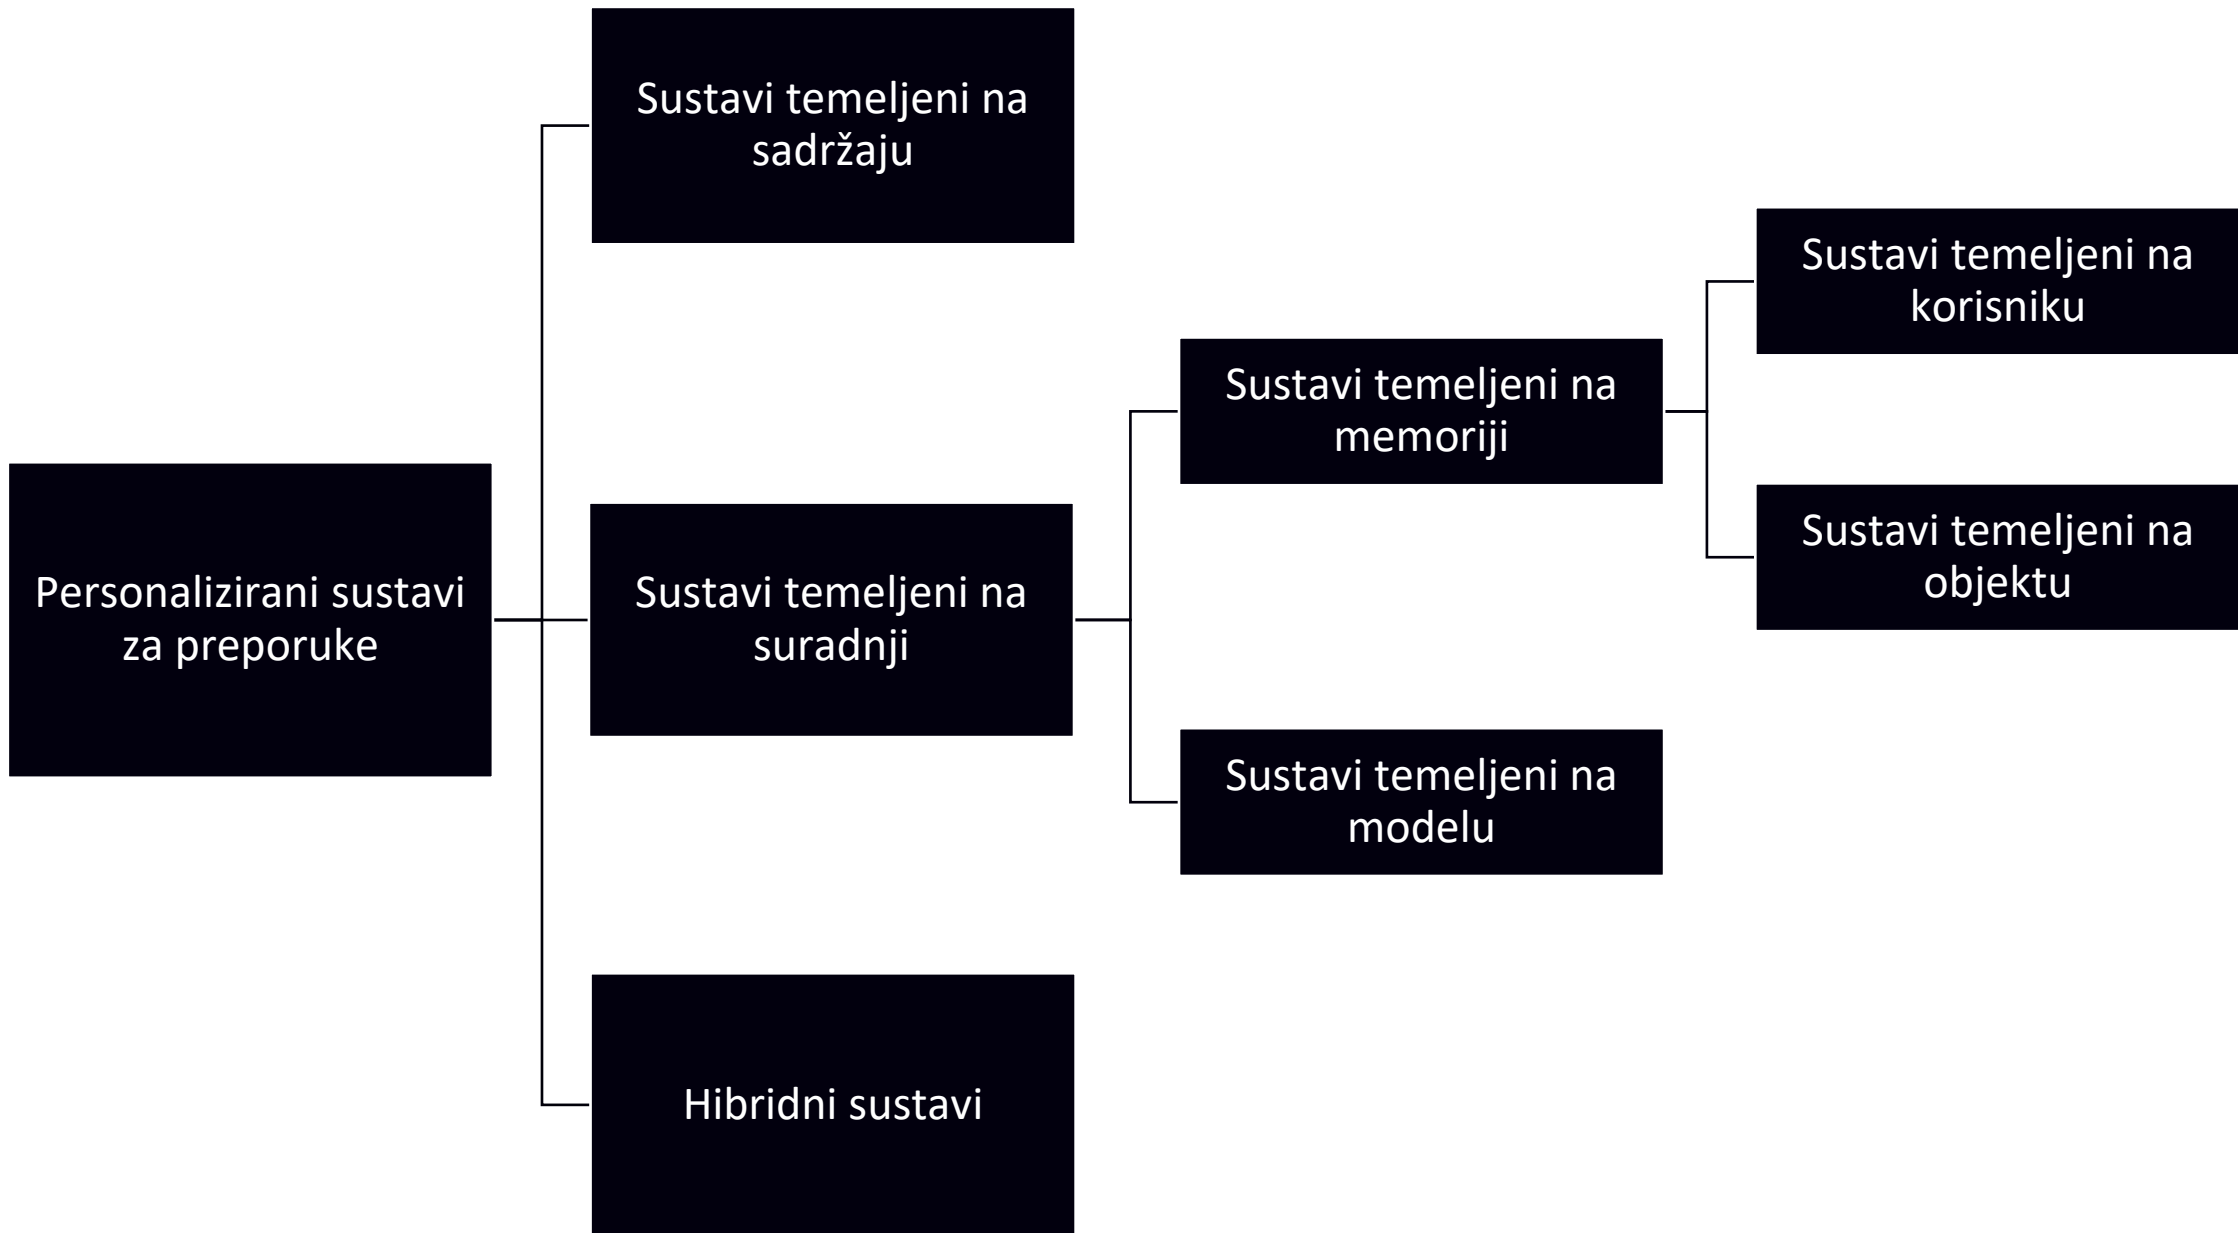 Personalizirani sustavi
za preporuke
Sustavi temeljeni na
sadržaju
Sustavi temeljeni na
suradnji
Hibridni sustavi
Sustavi temeljeni na
memoriji
Sustavi temeljeni na
modelu
Sustavi temeljeni na
korisniku
Sustavi temeljeni na
objektu